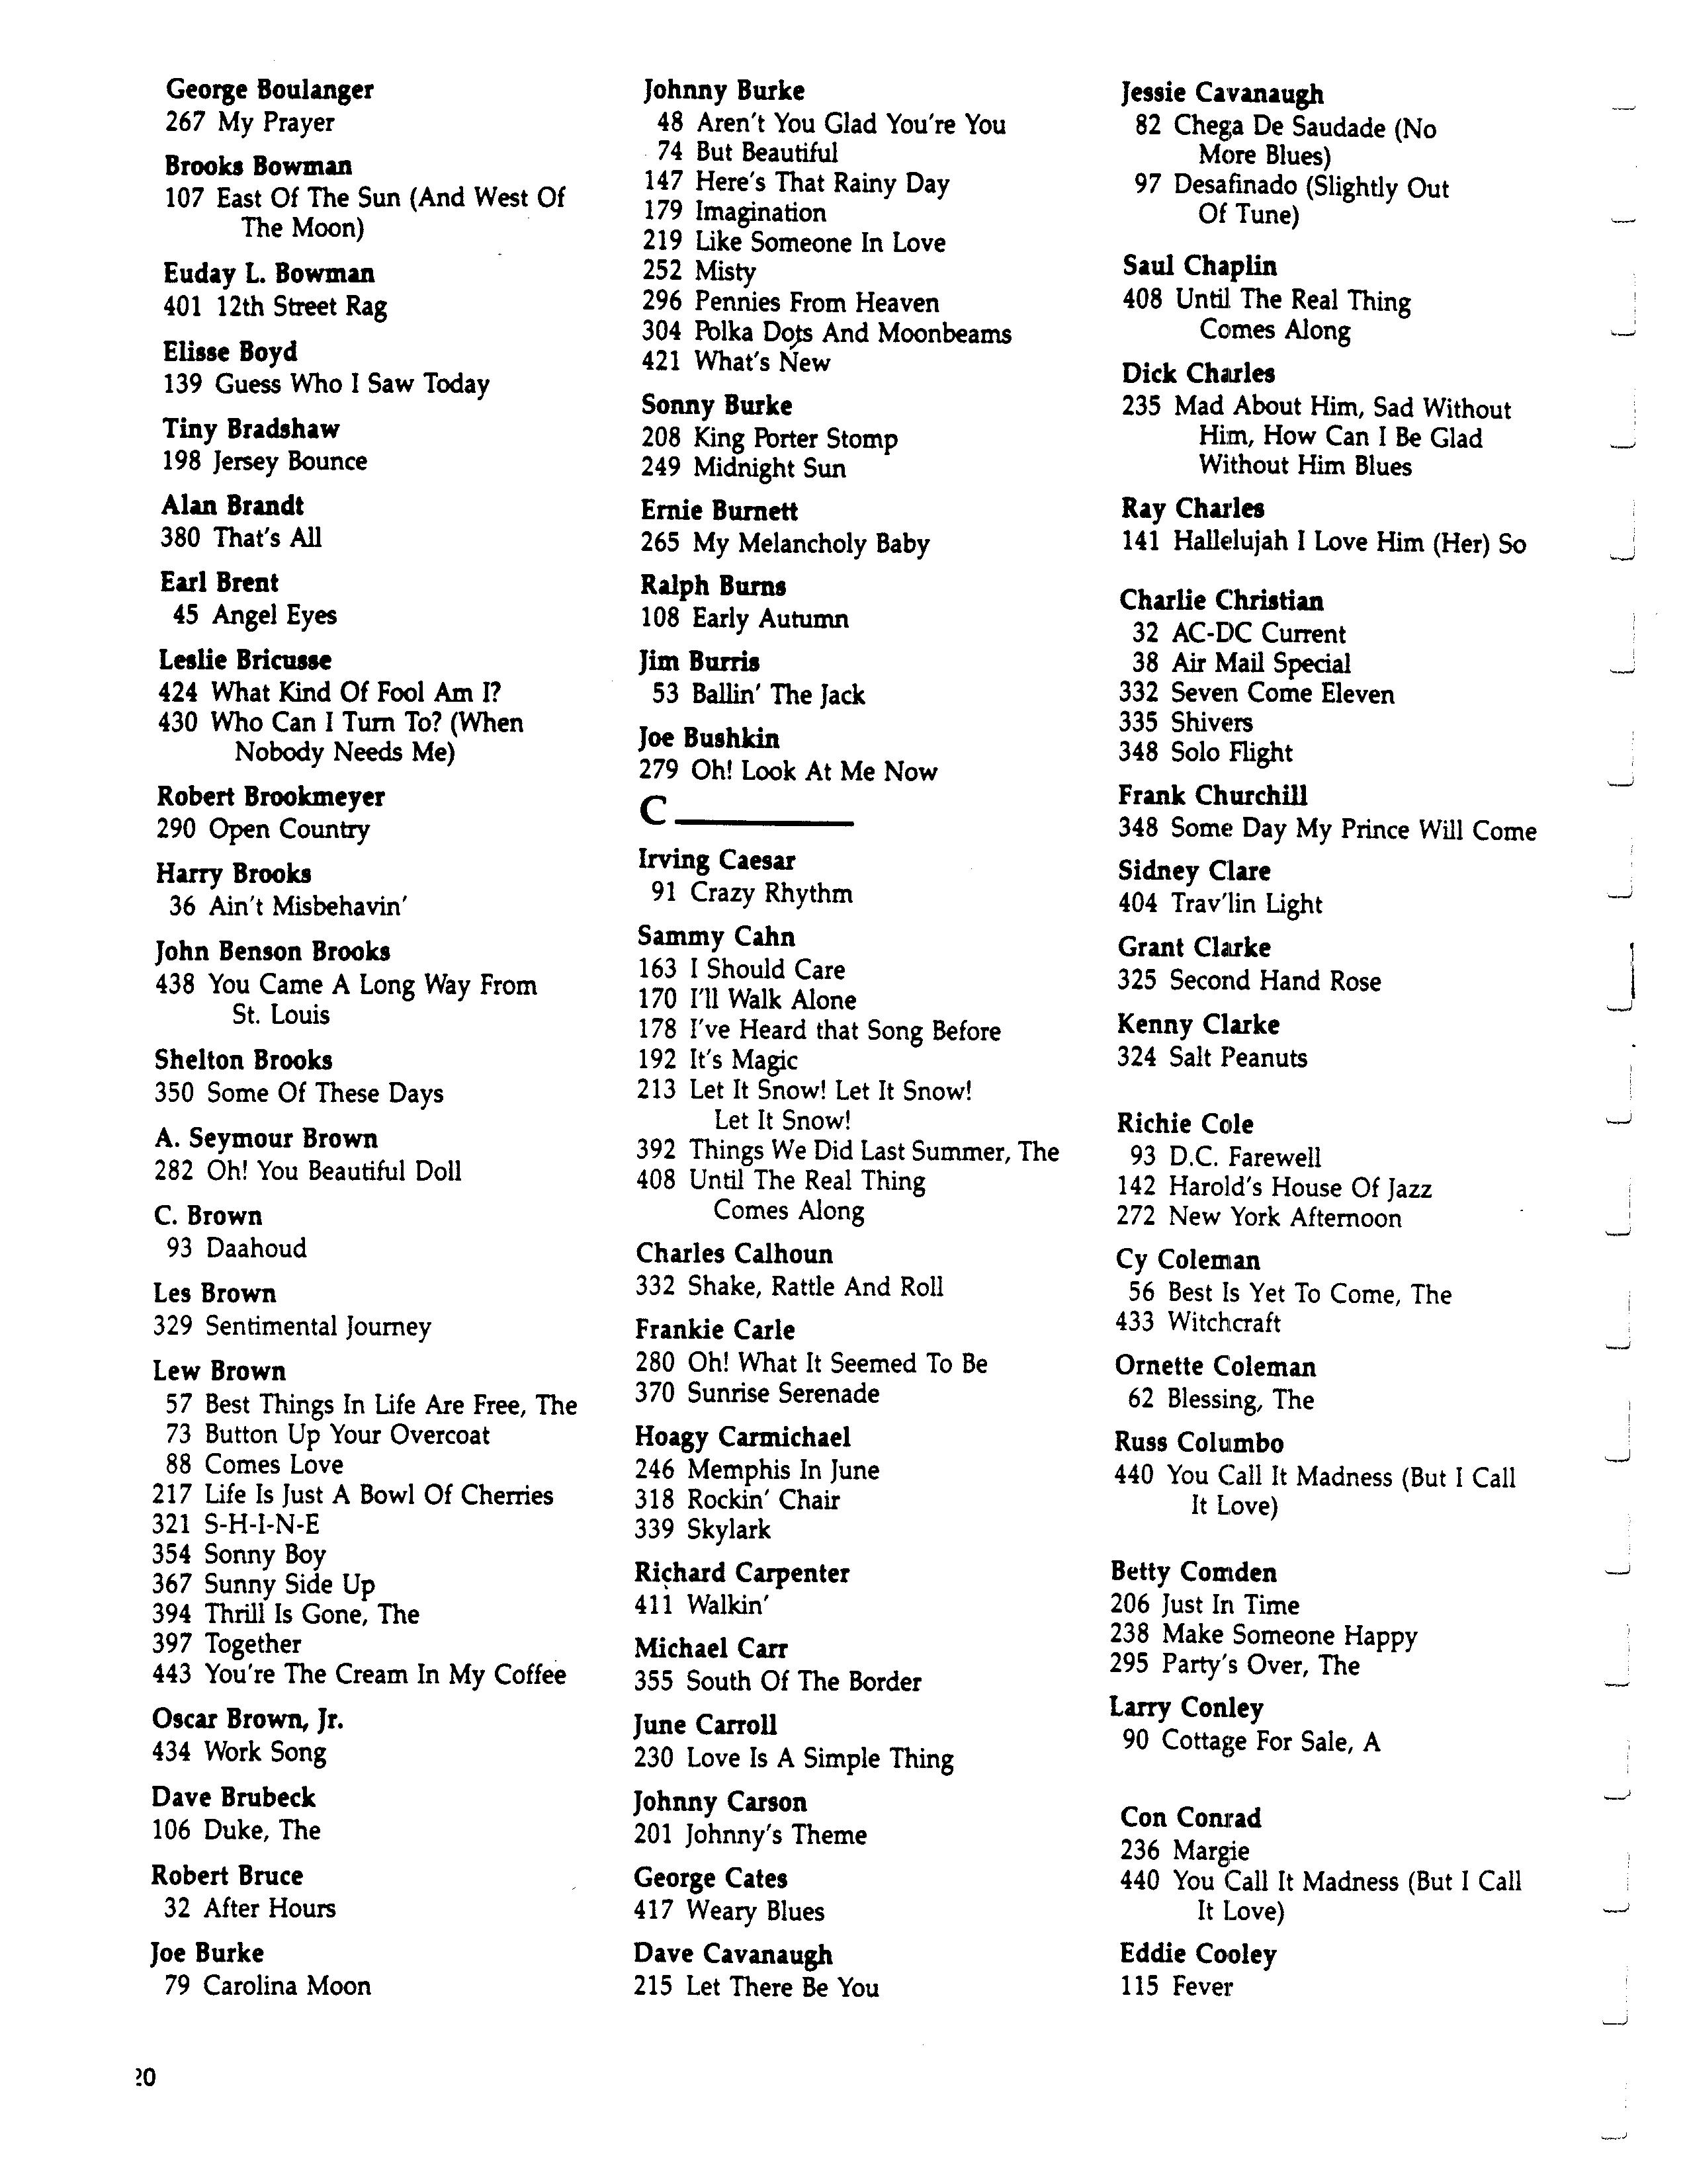 George Boulanger
267 My Prayer
Brooks Bowman
107 East Of The Sun (And West Of
The Moon)
Euday L. Bowman
401 12th Street Rag
Elisse Boyd
139 Guess Who I Saw Today
Tiny Bradshaw
198 Jersey Bounce
Alan Brandt
380 That's All
Earl Brent
45 Angel Eyes
Leslie Bricusse
424 What Kind Of Fool Am I?
430 Who Can I Turn To? (When
Nobody Needs Me)
Robert Brookmeyer
290 Open Country
Harry Brooks
36 Ain't Misbehavin'
John Benson Brooks
438 You Came A Long Way From
St. Louis
Shelton Brooks
350 Some Of These Days
A. Seymour Brown
282 Oh! You Beautiful Doll
C. Brown
93 Daahoud
Les Brown
329 Sentimental Journey
Lew Brown
57 Best Things In Life Are Free, The
73 Button Up Your Overcoat
88 Comes Love
217 Life Is Just A Bowl Of Cherries
321 S-H-I-N-E
354 Sonny Boy
367 Sunny Side Up
394 Thrill Is Gone, The
397 Together
443 You're The Cream In My Coffee
Oscar Brown, Jr.
434 Work Song
Dave Brubeck
106 Duke, The
Robert Bruce
32 After Hours
Joe Burke
79 Carolina Moon
Johnny Burke
48 Aren't You Glad You're You
74 But Beautiful
147 Here's That Rainy Day
179 Imagination
219 Like Someone In Love
252 Misty
296 Pennies From Heaven
304 Polka Dots And Moonbeams
421 What's New
Sonny Burke
208 King Porter Stomp
249 Midnight Sun
Ernie Burnett
265 My Melancholy Baby
Ralph Burns
108 Early Autumn
Jim Burris
53 Ballin' The Jack
Joe Bushkin
279 Oh! Look At Me Now
C
Irving Caesar
91 Crazy Rhythm
Sammy Cahn
163 I Should Care
170 I'll Walk Alone
178 I've Heard that Song Before
192 It's Magic
213 Let It Snow! Let It Snow!
Let It Snow!
392 Things We Did Last Summer, The
408 Until The Real Thing
Comes Along
Charles Calhoun
332 Shake, Rattle And Roll
Frankie Carle
280 Oh! What It Seemed To Be
370 Sunrise Serenade
Hoagy Carmichael
246 Memphis In June
318 Rockin' Chair
339 Skylark
Richard Carpenter
411 Walkin'
Michael Carr
355 South Of The Border
June Carroll
230 Love Is A Simple Thing
Johnny Carson
201 Johnny's Theme
George Cates
417 Weary Blues
Dave Cavanaugh
215 Let There Be You
Jessie Cavanaugh
82 Chega De Saudade (No
More Blues)
97 Desafinado (Slightly Out
Of Tune)
Saul Chaplin
408 Until The Real Thing
Comes Along
Dick Charles
235 Mad About Him, Sad Without
Him, How Can I Be Glad
Without Him Blues
Ray Charles
141 Hallelujah I Love Him (Her) So
Charlie Christian
32 AC-DC Current
38 Air Mail Special
332 Seven Come Eleven
335 Shivers
348 Solo Flight
Frank Churchill
348 Some Day My Prince Will Come
Sidney Clare
404 Trav'lin Light
Grant Clarke
325 Second Hand Rose
Kenny Clarke
324 Salt Peanuts
Richie Cole
93 D.C. Farewell
142 Harold's House Of Jazz
272 New York Afternoon
Cy Coleman
56 Best Is Yet To Come, The
433 Witchcraft
Ornette Coleman
62 Blessing, The
Russ Columbo
440 You Call It Madness (But I Call
It Love)
Betty Comden
206 Just In Time
238 Make Someone Happy
295 Party's Over, The
Larry Conley
90 Cottage For Sale, A
Con Conrad
236 Margie
440 You Call It Madness (But I Call
It Love)
Eddie Cooley
115 Fever
20